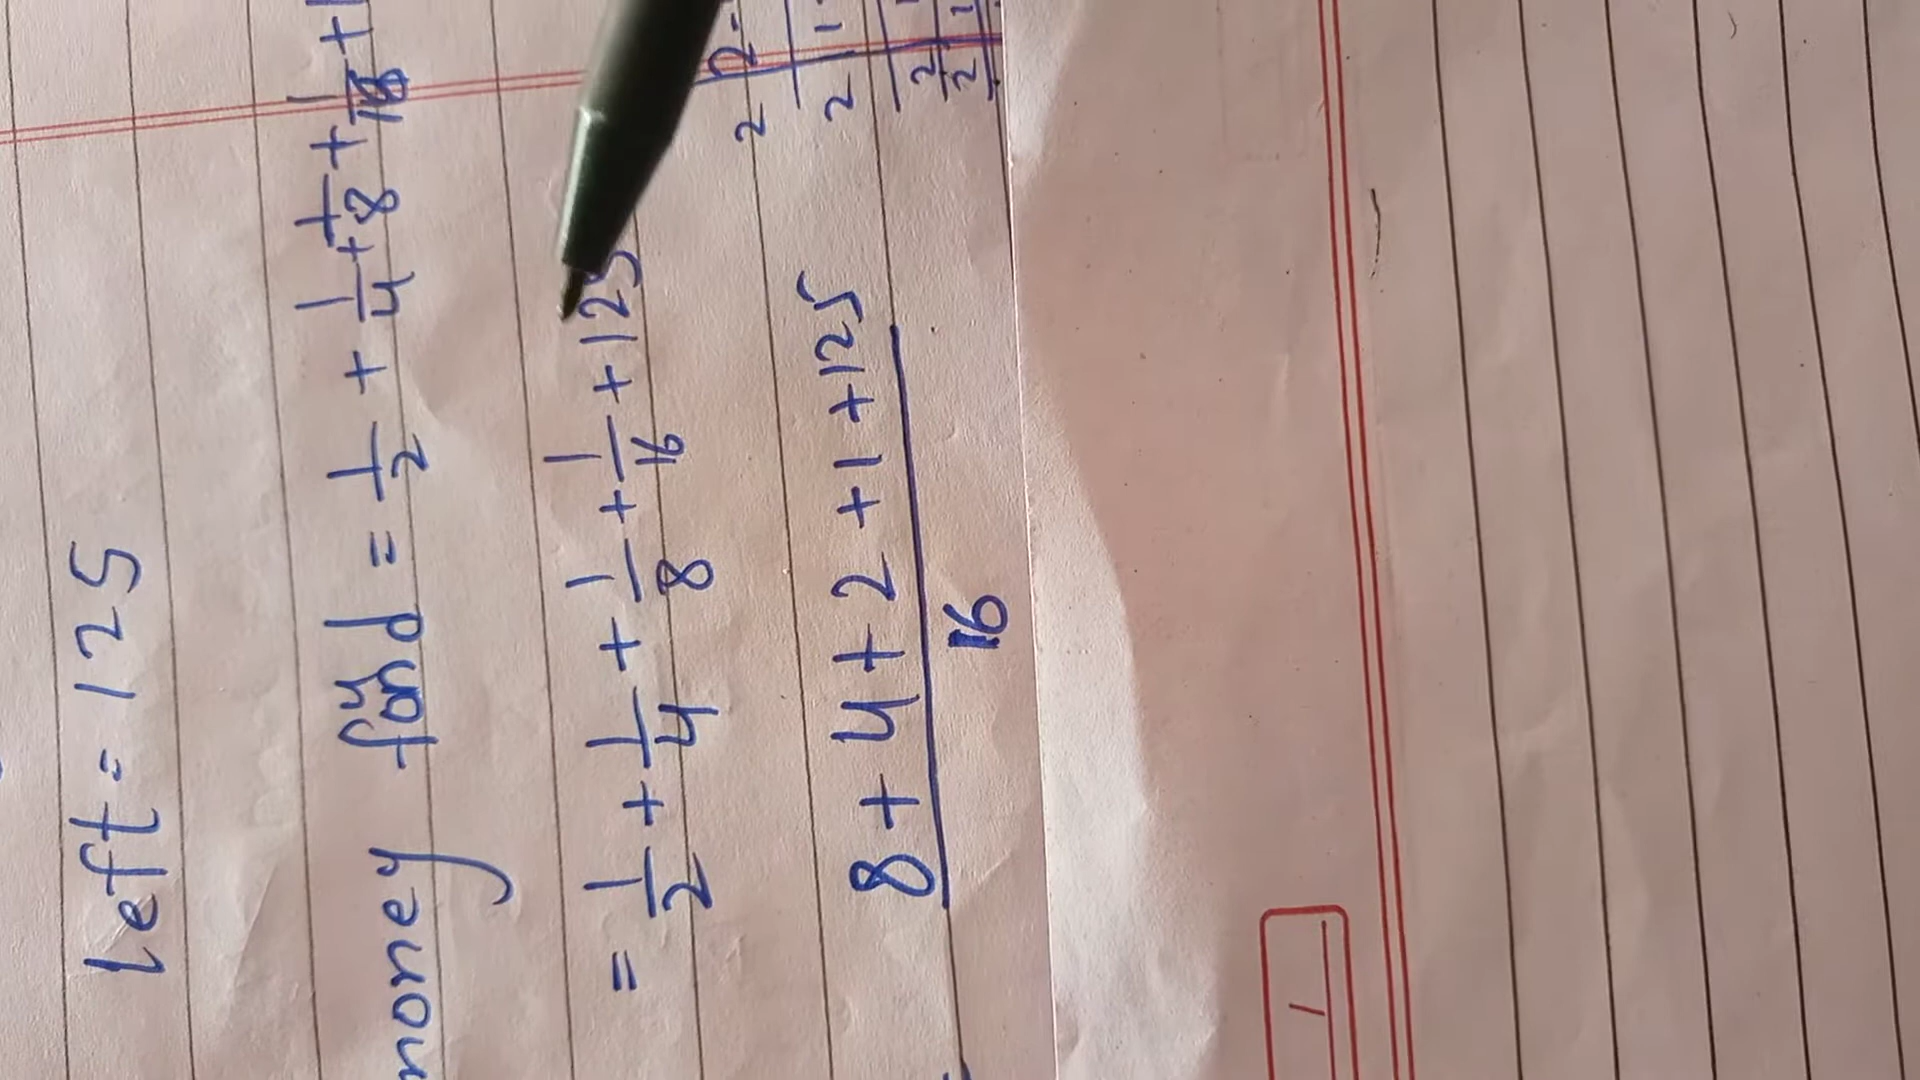 Left = 125
money fund = 1/2 + 1/4 + 1/8 + 1/16 +
= 1/2 + 1/4 + 1/8 + 1/16 + 125
8 + 4 + 2 + 1 + 125
16